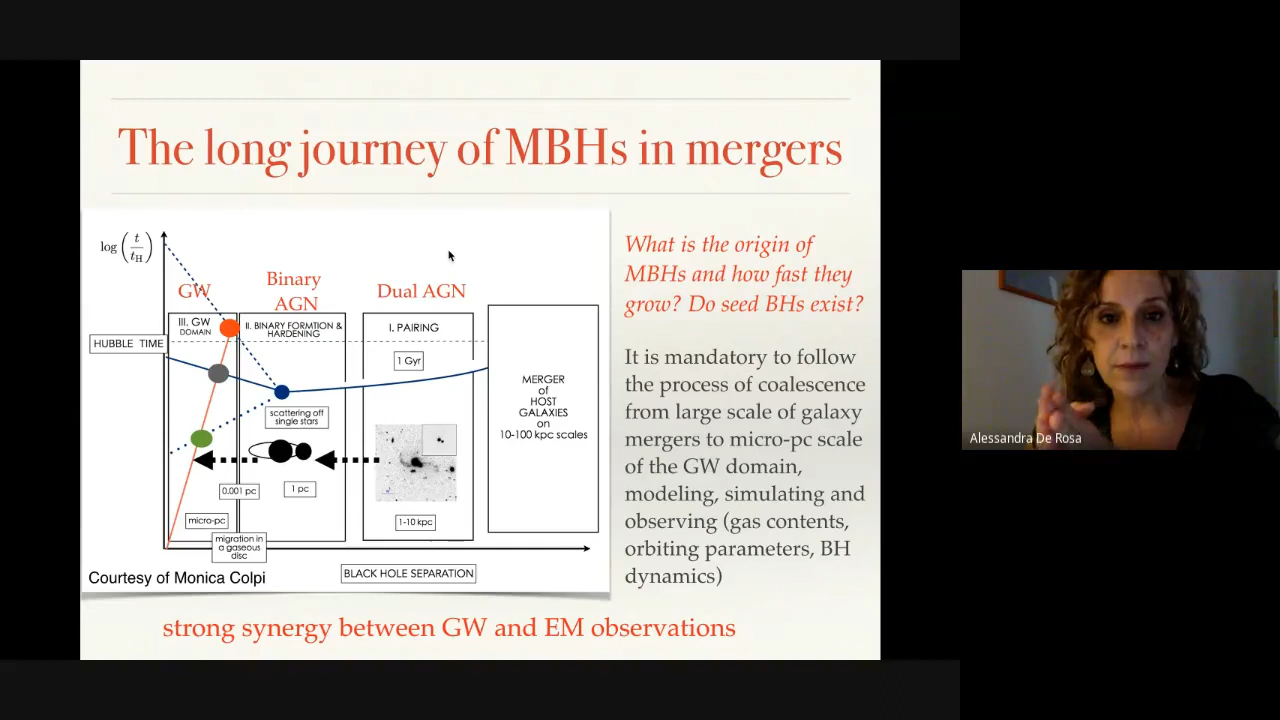 The long journey of MBHs in mergers
log(t/tH)
GW
Binary
AGN
Dual AGN
III. GW
DOMAIN
II. BINARY FORMTION &
HARDENING
I. PAIRING
HUBBLE TIME
1 Gyr
MERGER
of
HOST
GALAXIES
on
10-100 kpc scales
scattering off
single stars
0,001 pc
1 pc
micro-pc
1-10 kpc
migration in
a gaseous
disc
BLACK HOLE SEPARATION
Courtesy of Monica Colpi
What is the origin of
MBHs and how fast they
grow? Do seed BHs exist?
It is mandatory to follow
the process of coalescence
from large scale of galaxy
mergers to micro-pc scale
of the GW domain,
modeling, simulating and
observing (gas contents,
orbiting parameters, BH
dynamics)
strong synergy between GW and EM observations
Alessandra De Rosa